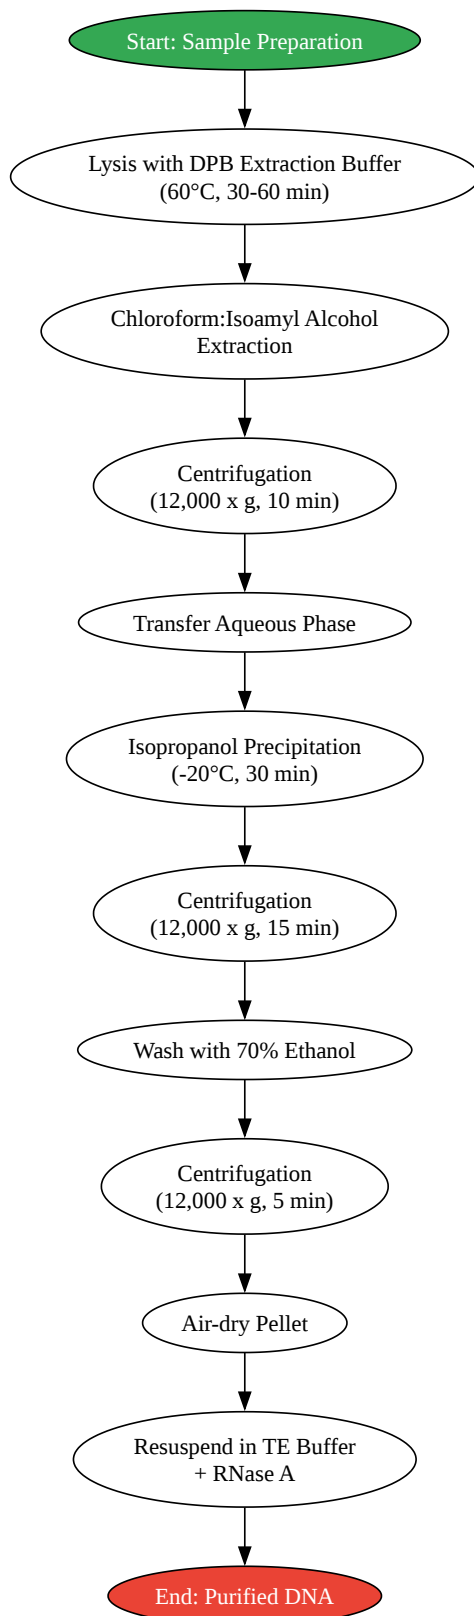 Start: Sample Preparation
Lysis with DPB Extraction Buffer
(60°C, 30-60 min)
Chloroform:Isoamyl Alcohol
Extraction
Centrifugation
(12,000 x g, 10 min)
Transfer Aqueous Phase
Isopropanol Precipitation
(-20°C, 30 min)
Centrifugation
(12,000 x g, 15 min)
Wash with 70% Ethanol
Centrifugation
(12,000 x g, 5 min)
Air-dry Pellet
Resuspend in TE Buffer
+ RNase A
End: Purified DNA